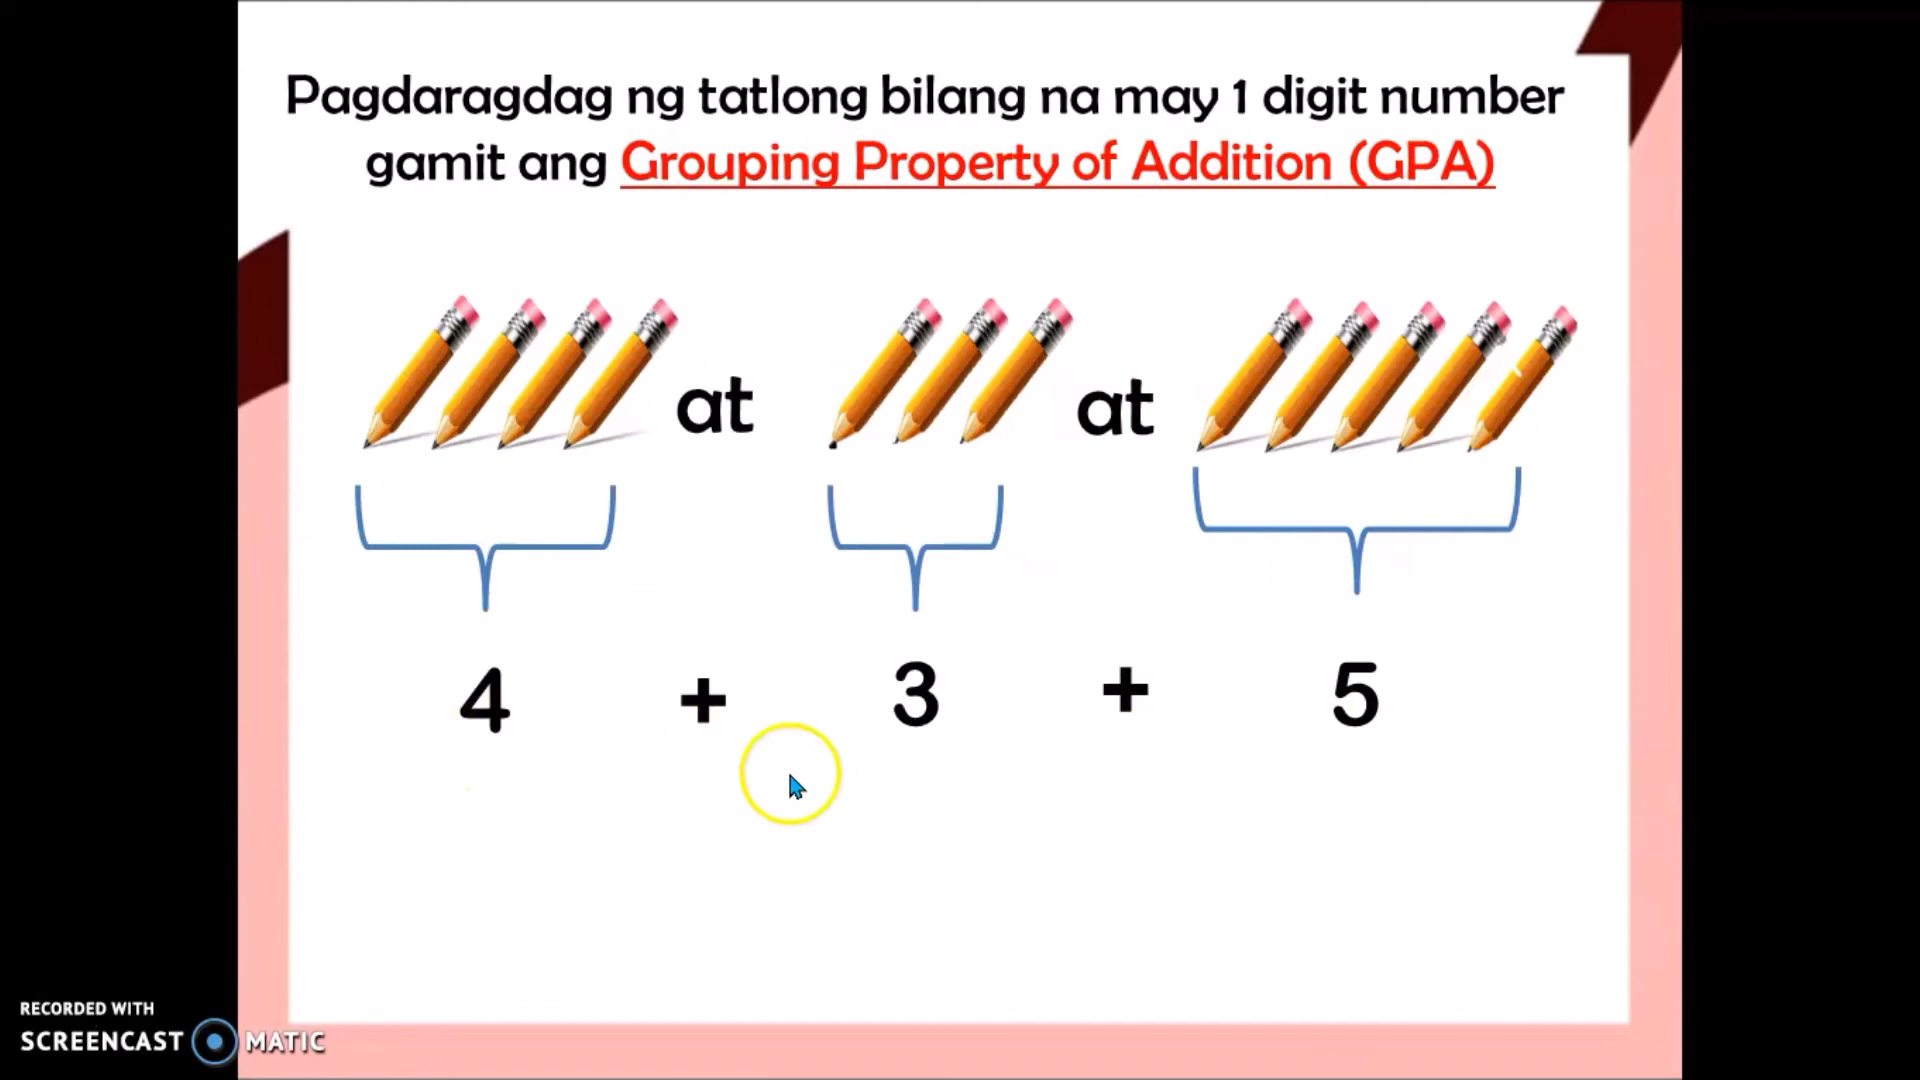 Pagdaragdag ng tatlong bilang na may 1 digit number
gamit ang Grouping Property of Addition (GPA)
at at
4 + 3 + 5
RECORDED WITH
SCREENCAST MATIC